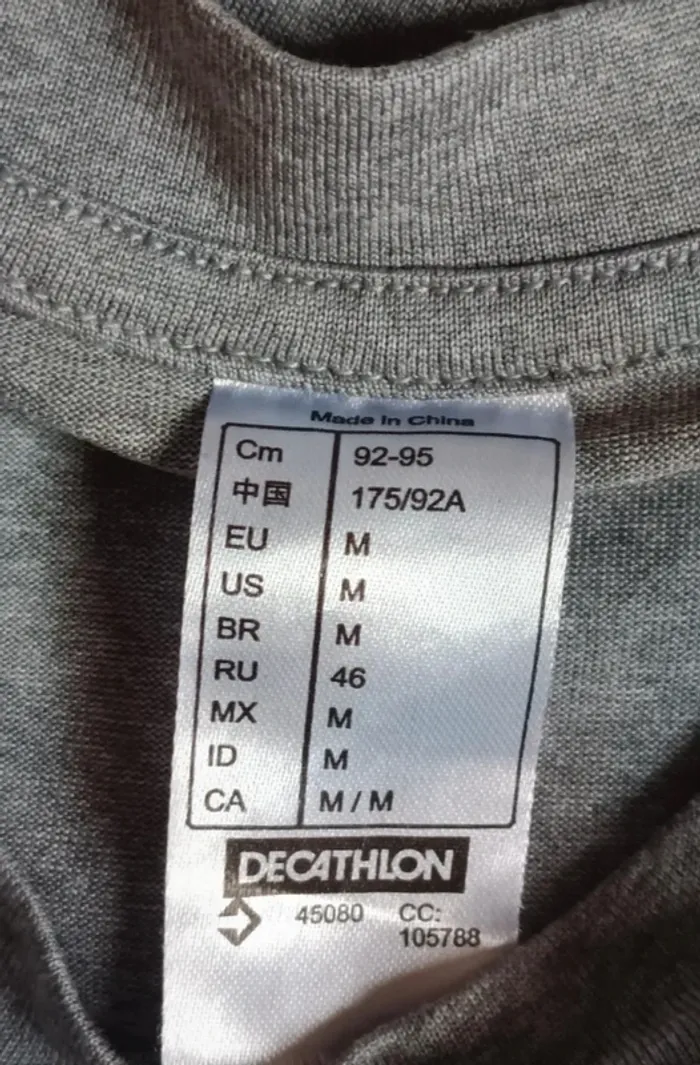 Made in China
Cm 92-95
中国 175/92A
EU M
US M
BR M
RU 46
MX M
ID M
CA M / M
DECATHLON
45080 CC:
105788